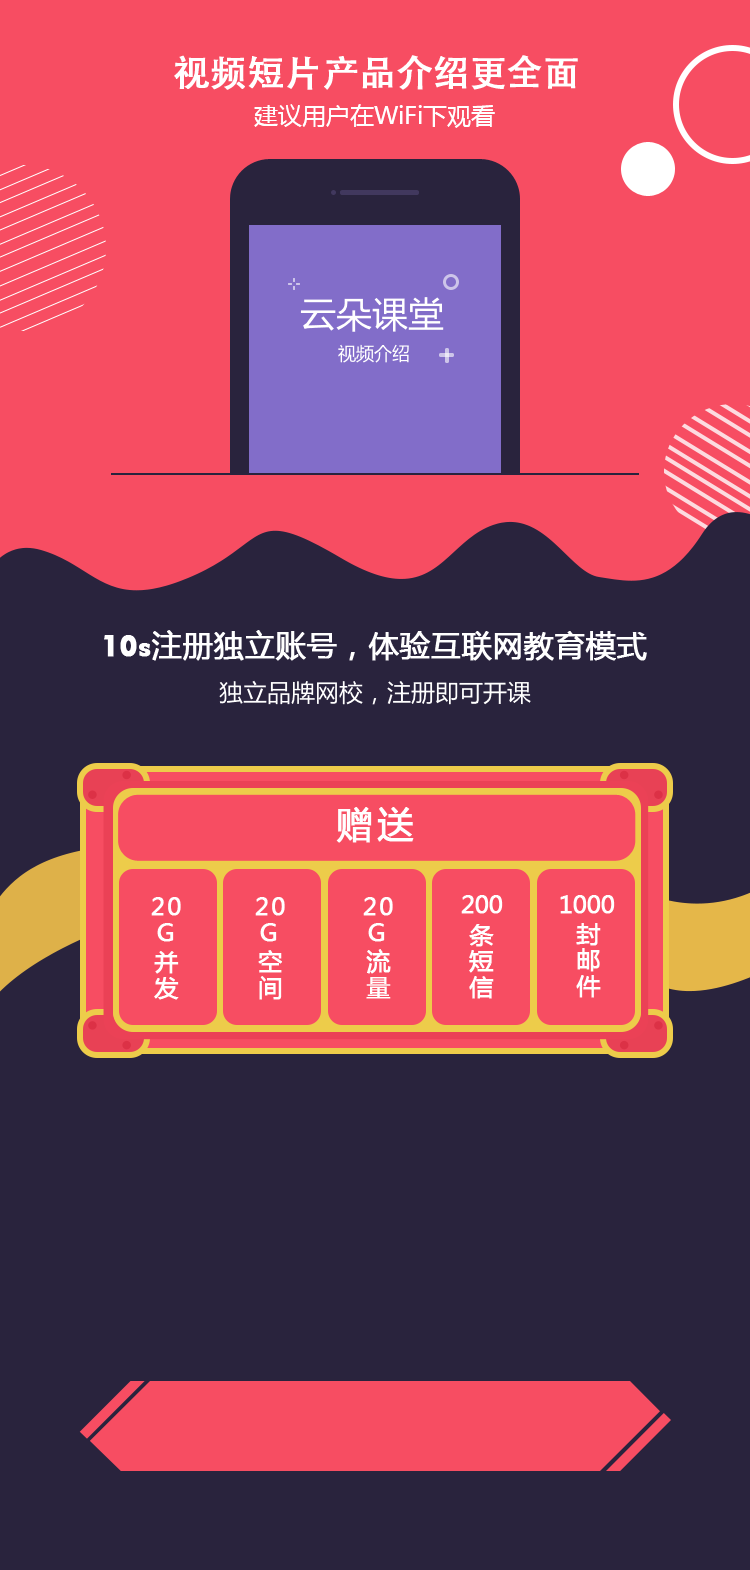 视频短片产品介绍更全面
建议用户在WiFi下观看
云朵课堂
视频介绍
10s注册独立账号，体验互联网教育模式
独立品牌网校，注册即可开课
赠送
20
G
并
发
20
G
空
间
20
G
流
量
200
条
短
信
1000
封
邮
件